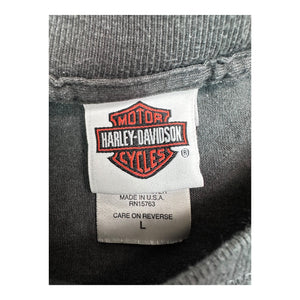 MOTOR
HARLEY-DAVIDSON
CYCLES
®
MADE IN U.S.A.
RN15763
CARE ON REVERSE
L